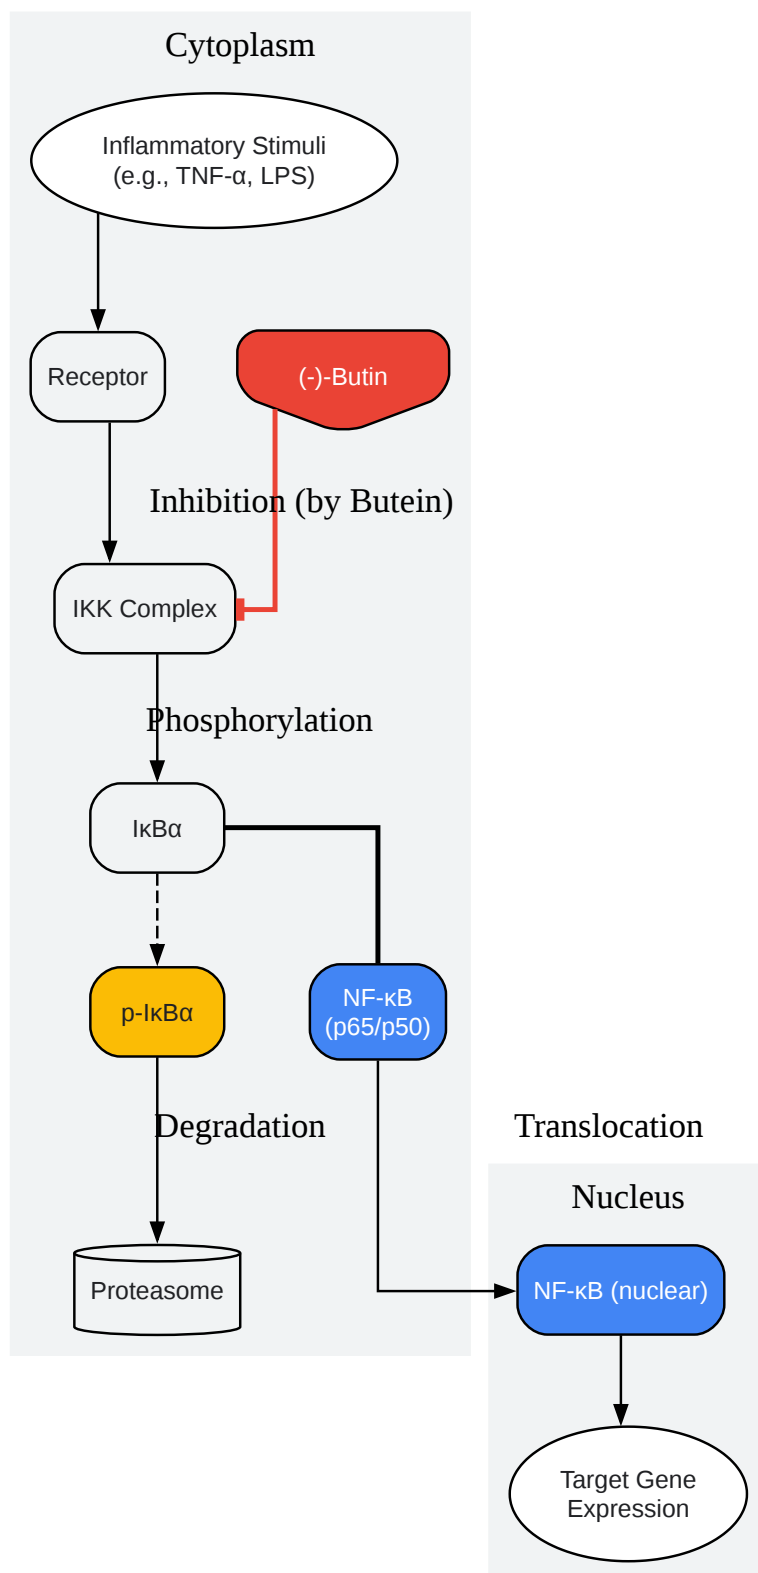 Cytoplasm
Inflammatory Stimuli
(e.g., TNF-α, LPS)
Receptor
(-)-Butin
Inhibition (by Butein)
IKK Complex
Phosphorylation
IκBα
p-IκBα
NF-κB
(p65/p50)
Degradation
Translocation
Nucleus
Proteasome
NF-κB (nuclear)
Target Gene
Expression